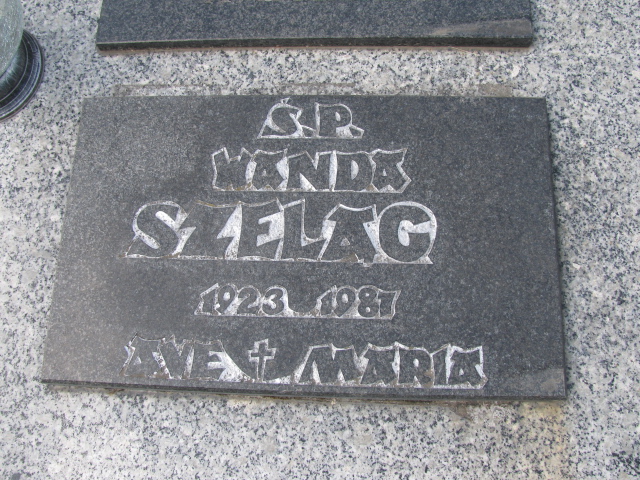 Ś.P.
WANDA
SZELĄG
1923 1987
AVE MARIA